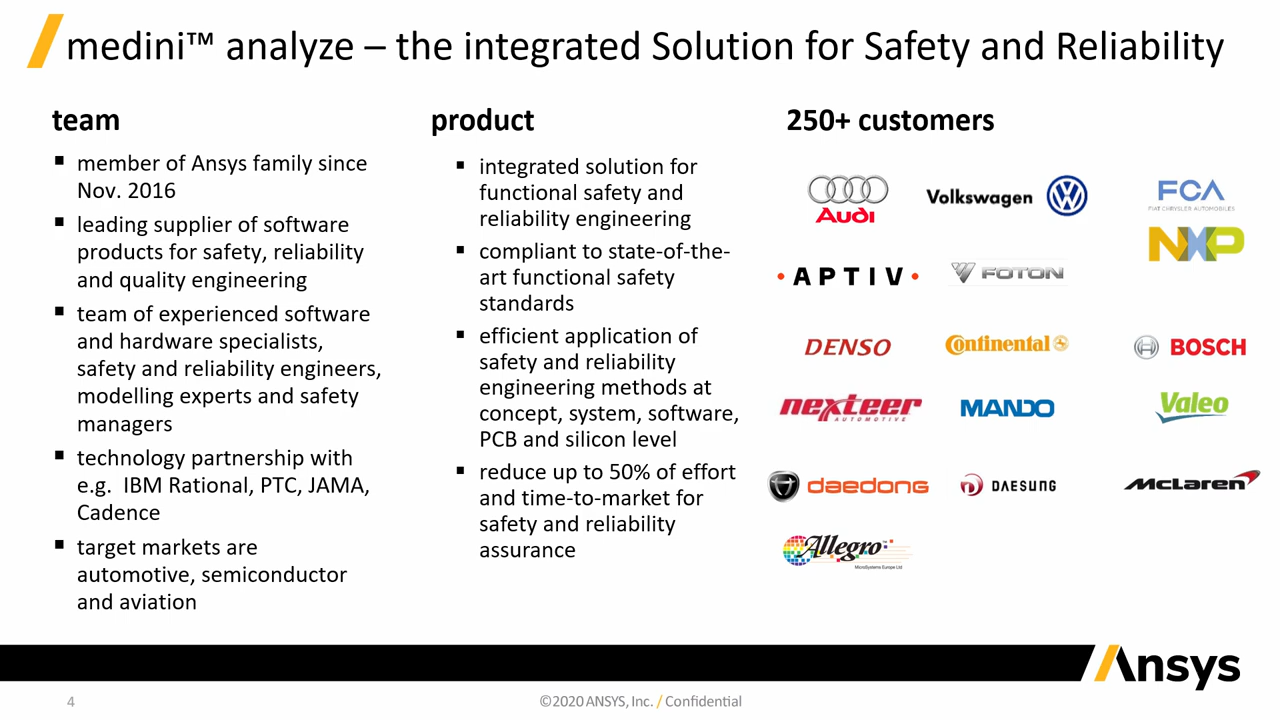 medini™ analyze – the integrated Solution for Safety and Reliability
team
▪ member of Ansys family since
Nov. 2016
▪ leading supplier of software
products for safety, reliability
and quality engineering
▪ team of experienced software
and hardware specialists,
safety and reliability engineers,
modelling experts and safety
managers
▪ technology partnership with
e.g. IBM Rational, PTC, JAMA,
Cadence
▪ target markets are
automotive, semiconductor
and aviation
product
▪ integrated solution for
functional safety and
reliability engineering
▪ compliant to state-of-the-
art functional safety
standards
▪ efficient application of
safety and reliability
engineering methods at
concept, system, software,
PCB and silicon level
▪ reduce up to 50% of effort
and time-to-market for
safety and reliability
assurance
250+ customers
Audi
Volkswagen
FCA
FIAT CHRYSLER AUTOMOBILES
NXP
APTIV
FOTON
DENSO
Continental
BOSCH
nexteer
AUTOMOTIVE
MANDO
Valeo
daedong
DAESUNG
McLaren
Allegro™
MicroSystems Europe Ltd
Ansys
4
©2020 ANSYS, Inc. / Confidential